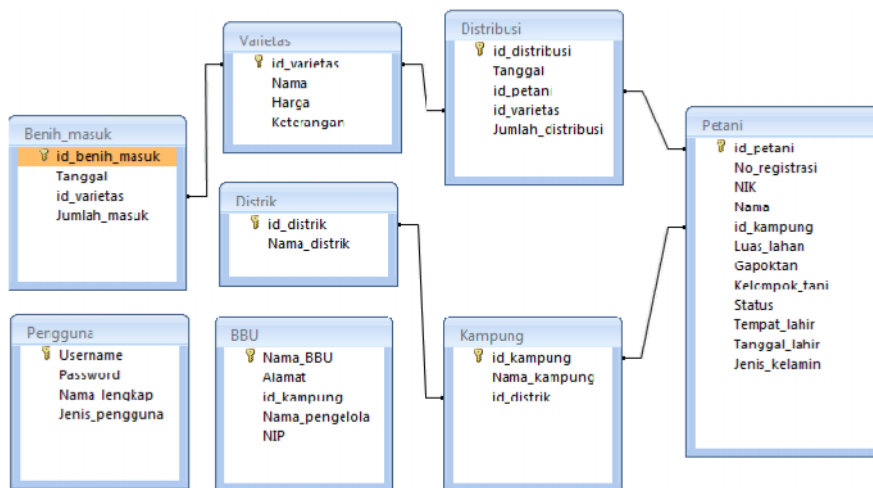 Varietas
id_varietas
Nama
Harga
Keterangan
Distribusi
id_distribusi
Tanggal
id_petani
id_varietas
Jumlah_distribusi
Benih_masuk
id_benih_masuk
Tanggal
id_varietas
Jumlah_masuk
Distrik
id_distrik
Nama_distrik
Petani
id_petani
No_registrasi
NIK
Nama
id_kampung
Luas_lahan
Gapoktan
Kelompok_tani
Status
Tempat_lahir
Tanggal_lahir
Jenis_kelamin
Pengguna
Username
Password
Nama_lengkap
Jenis_pengguna
BBU
Nama_BBU
Alamat
id_kampung
Nama_pengelola
NIP
Kampung
id_kampung
Nama_kampung
id_distrik